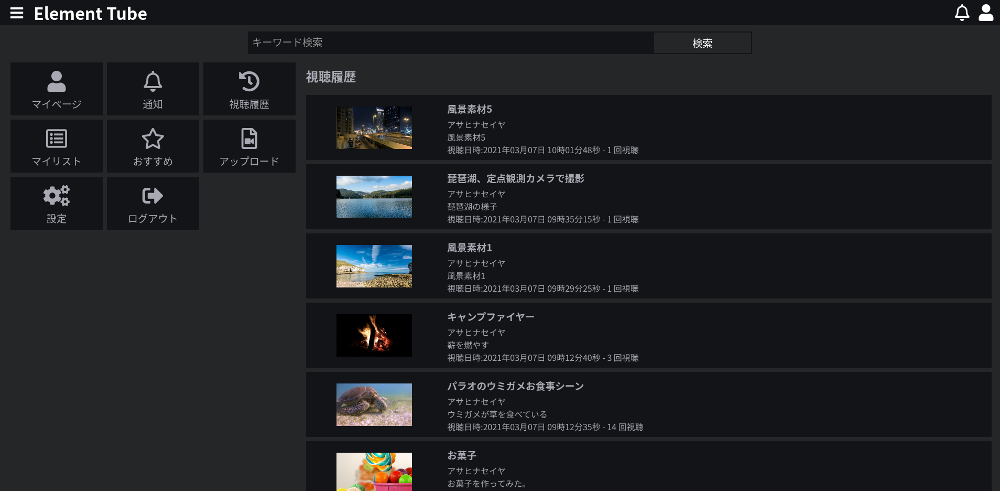 Element Tube
キーワード検索
検索
マイページ
通知
視聴履歴
マイリスト
おすすめ
アップロード
設定
ログアウト
視聴履歴
風景素材5
アサヒナセイヤ
風景素材5
視聴日時:2021年03月07日 10時01分48秒 - 1 回視聴
琵琶湖、定点観測カメラで撮影
アサヒナセイヤ
琵琶湖の様子
視聴日時:2021年03月07日 09時35分15秒 - 1 回視聴
風景素材1
アサヒナセイヤ
風景素材1
視聴日時:2021年03月07日 09時29分25秒 - 1 回視聴
キャンプファイヤー
アサヒナセイヤ
薪を燃やす
視聴日時:2021年03月07日 09時12分40秒 - 3 回視聴
パラオのウミガメお食事シーン
アサヒナセイヤ
ウミガメが草を食べている
視聴日時:2021年03月07日 09時12分35秒 - 14 回視聴
お菓子
アサヒナセイヤ
お菓子を作ってみた。